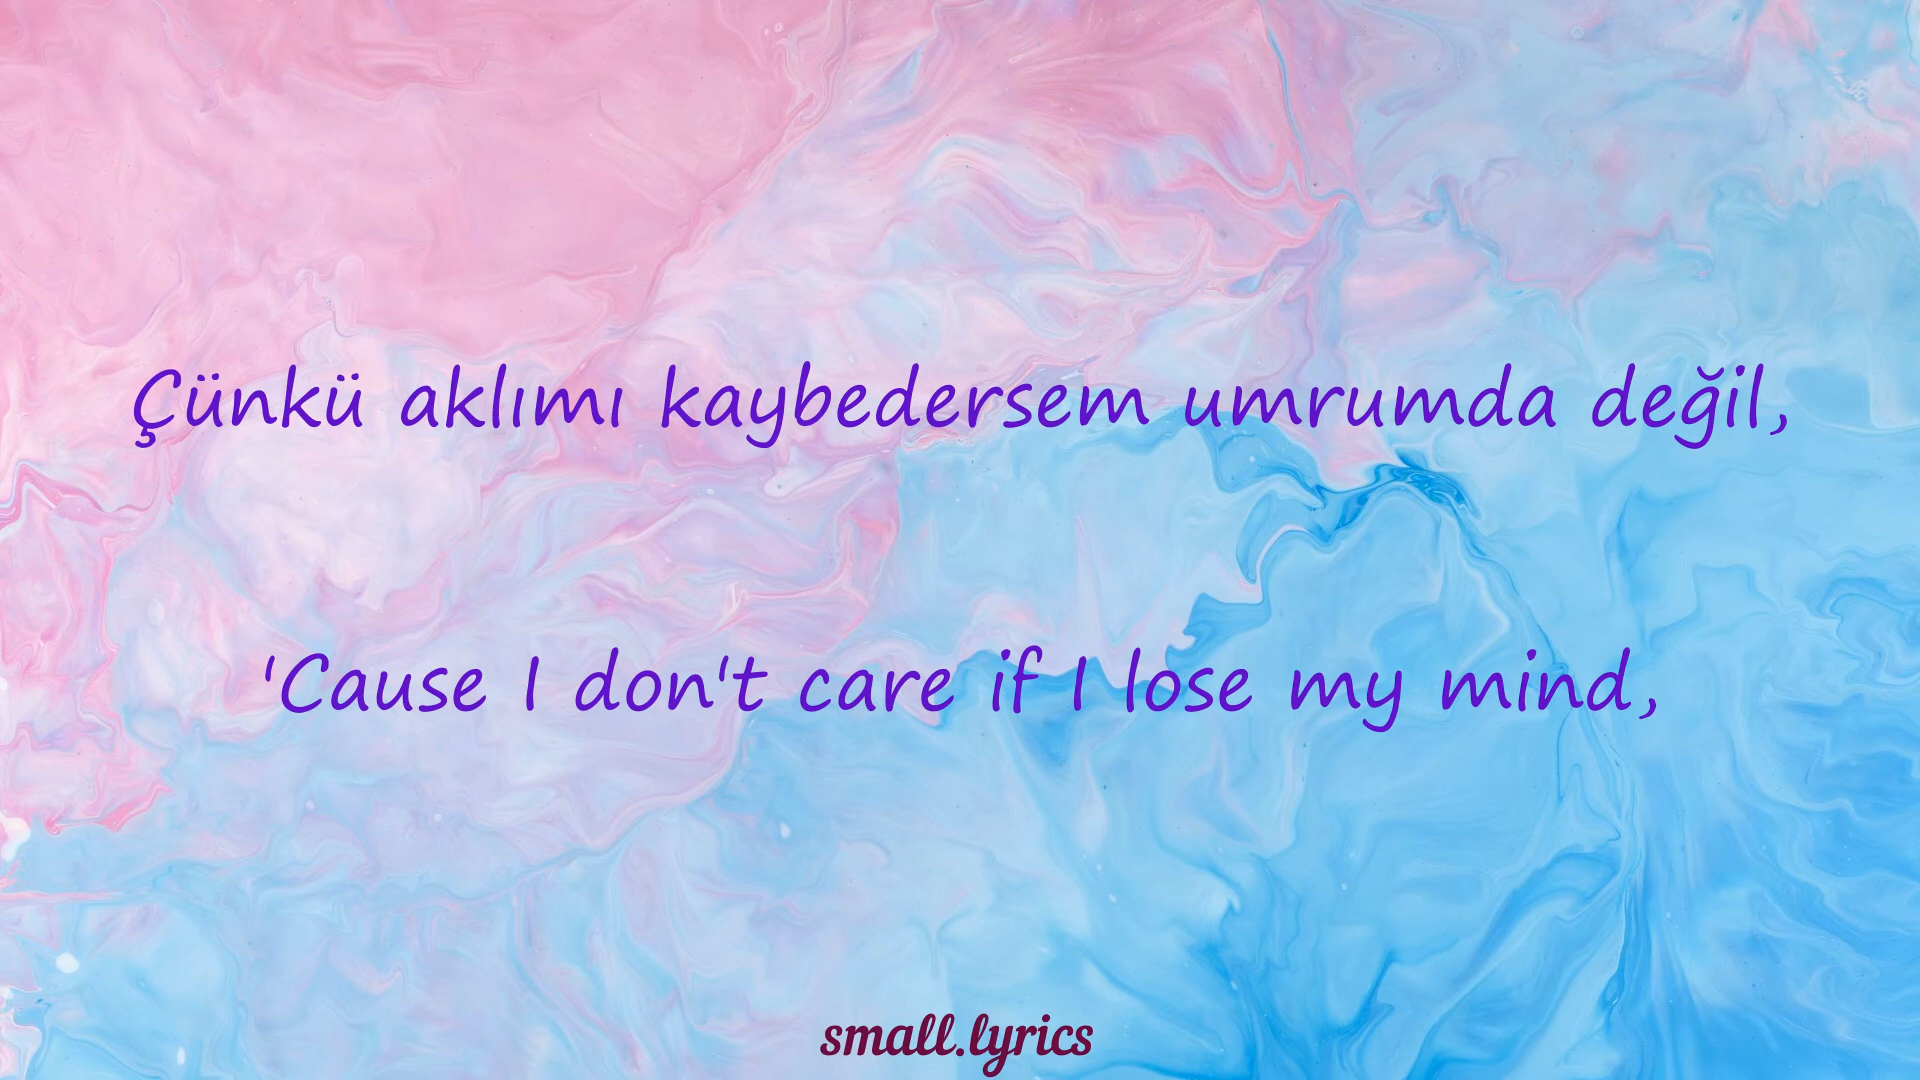 Çünkü aklımı kaybedersem umrumda değil,
'Cause I don't care if I lose my mind,
small.lyrics